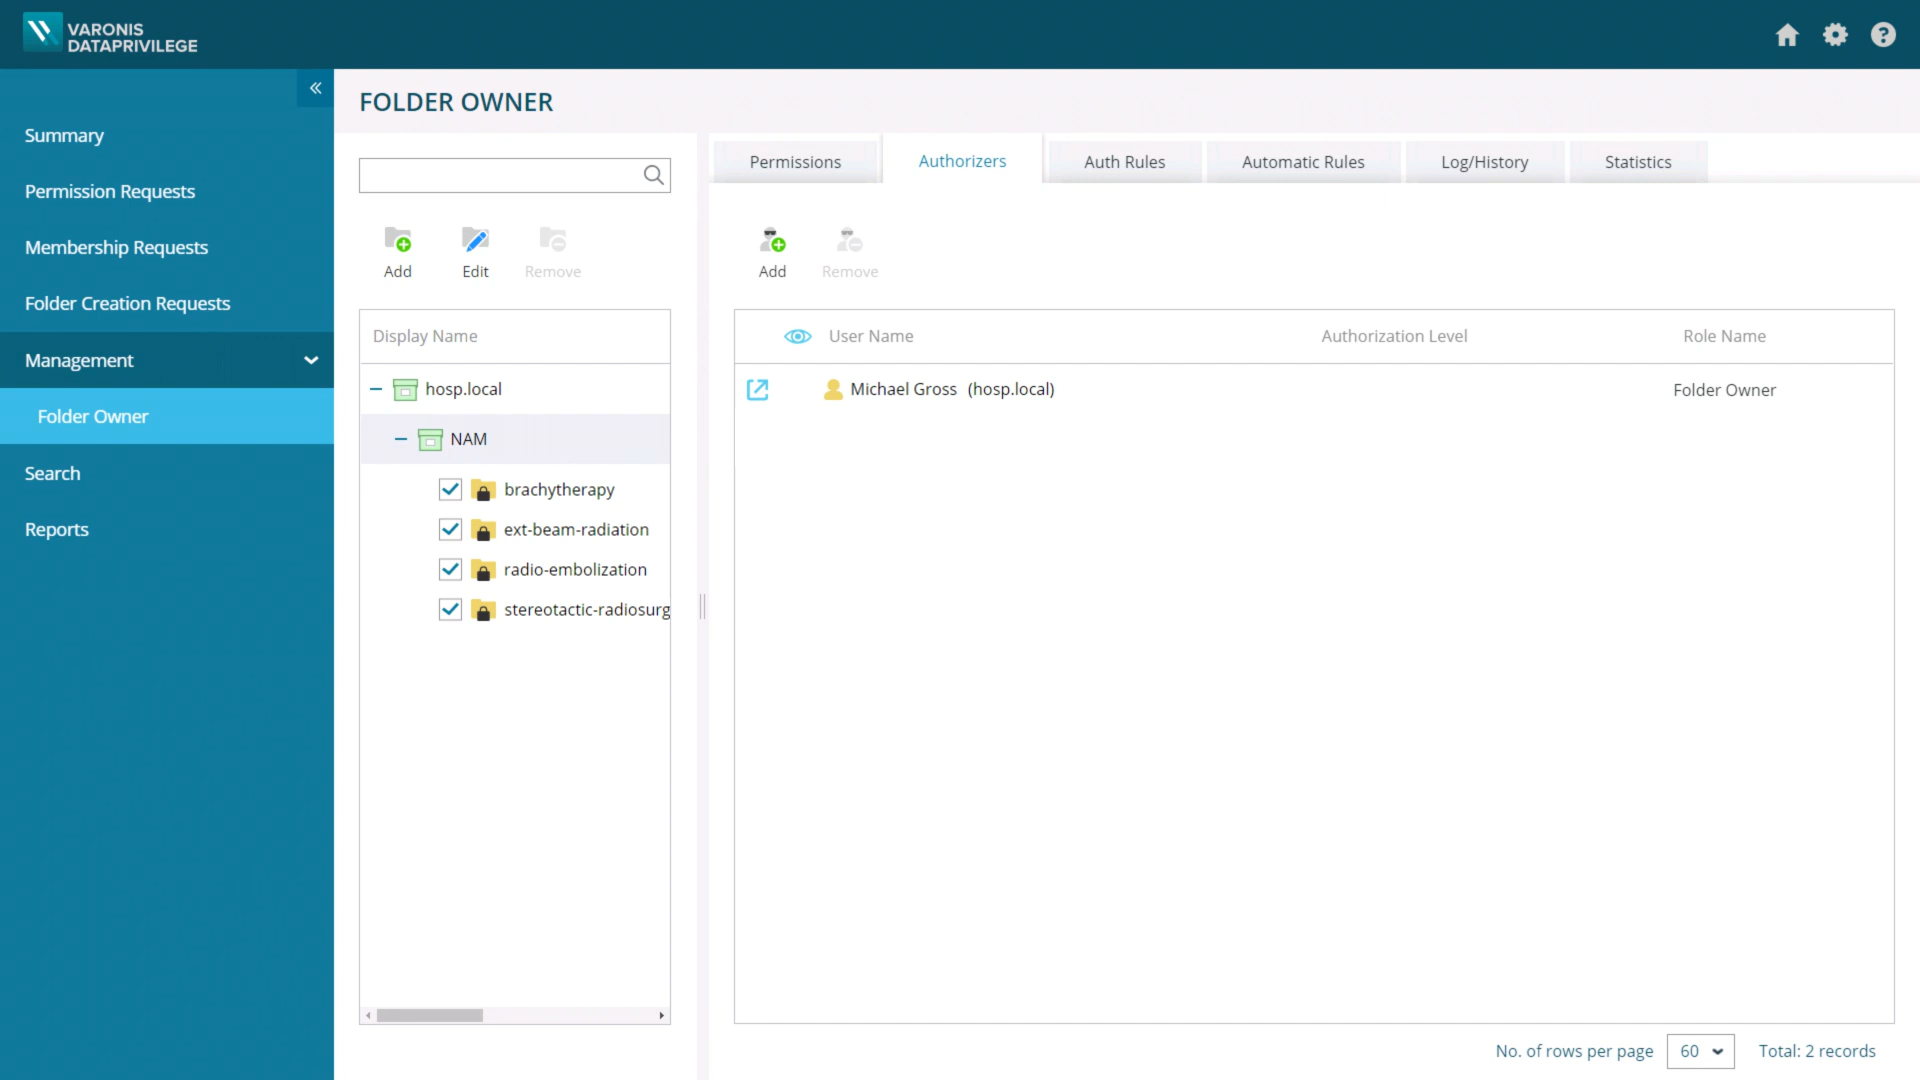 VARONIS
DATAPRIVILEGE
Summary
Permission Requests
Membership Requests
Folder Creation Requests
Management
Folder Owner
Search
Reports
FOLDER OWNER
Add
Edit
Remove
Display Name
hosp.local
NAM
brachytherapy
ext-beam-radiation
radio-embolization
stereotactic-radiosurg
Permissions
Authorizers
Auth Rules
Automatic Rules
Log/History
Statistics
Add
Remove
User Name
Authorization Level
Role Name
Michael Gross (hosp.local)
Folder Owner
No. of rows per page
60
Total: 2 records